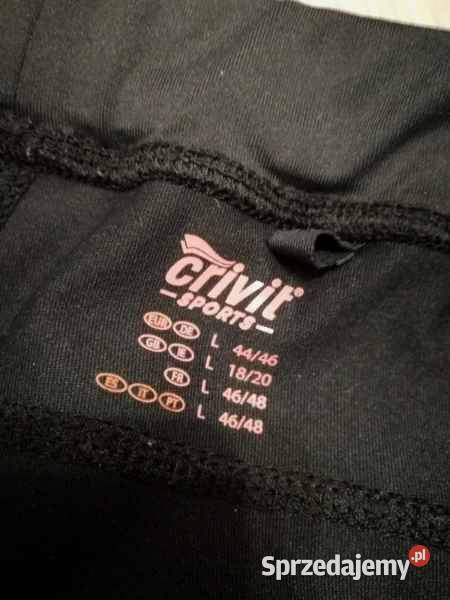 crivit®
SPORTS
EUR DE L 44/46
GB IE L 18/20
FR L 46/48
ES IT PT L 46/48
Sprzedajemy.pl